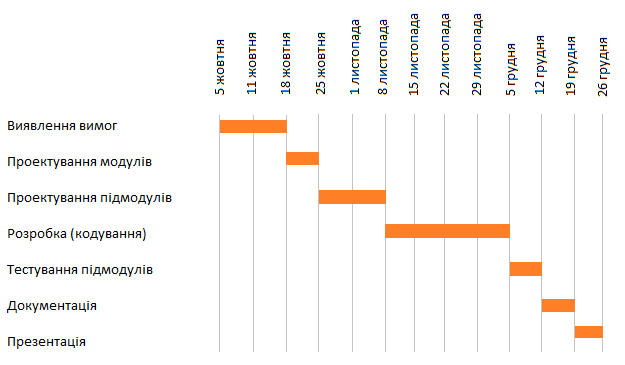 5 жовтня
11 жовтня
18 жовтня
25 жовтня
1 листопада
8 листопада
15 листопада
22 листопада
29 листопада
5 грудня
12 грудня
19 грудня
26 грудня
Виявлення вимог
Проектування модулів
Проектування підмодулів
Розробка (кодування)
Тестування підмодулів
Документація
Презентація